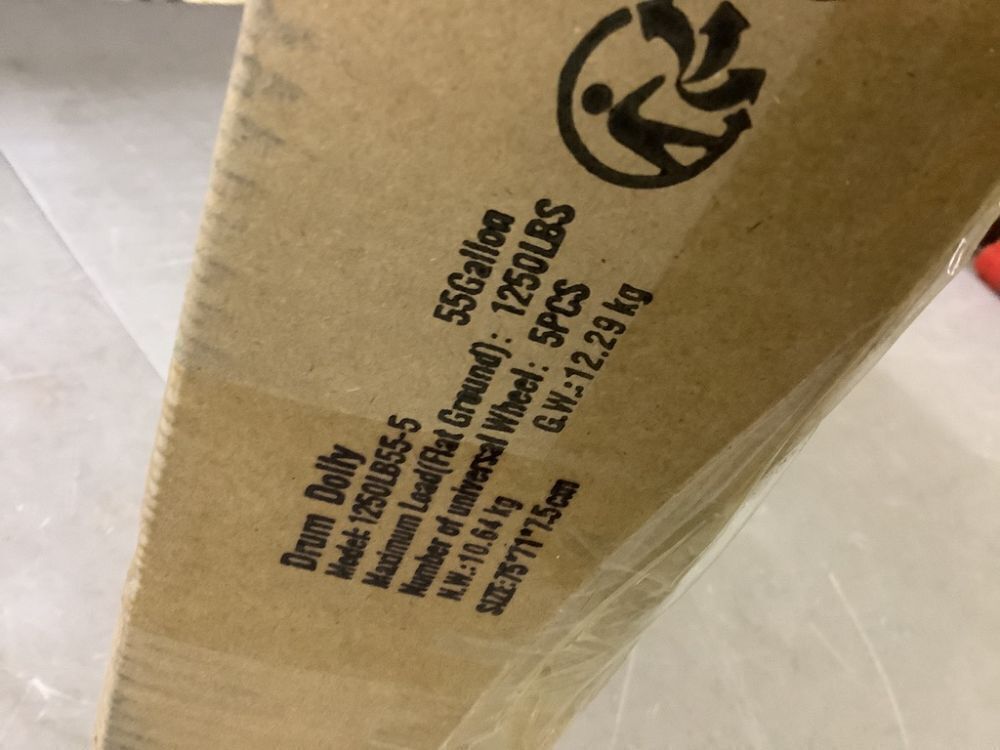 Drum Dolly 55Gallon
Model: 1250LB55-5
Maximum Load(Flat Ground): 1250LBS
Number of universal Wheel: 5PCS
N.W.:10.64 kg G.W.:12.29 kg
SIZE:75*71*7.5cm